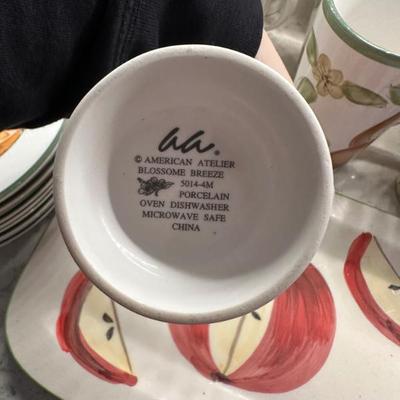 aa.
© AMERICAN ATELIER
BLOSSOME BREEZE
5014-4M
PORCELAIN
OVEN DISHWASHER
MICROWAVE SAFE
CHINA